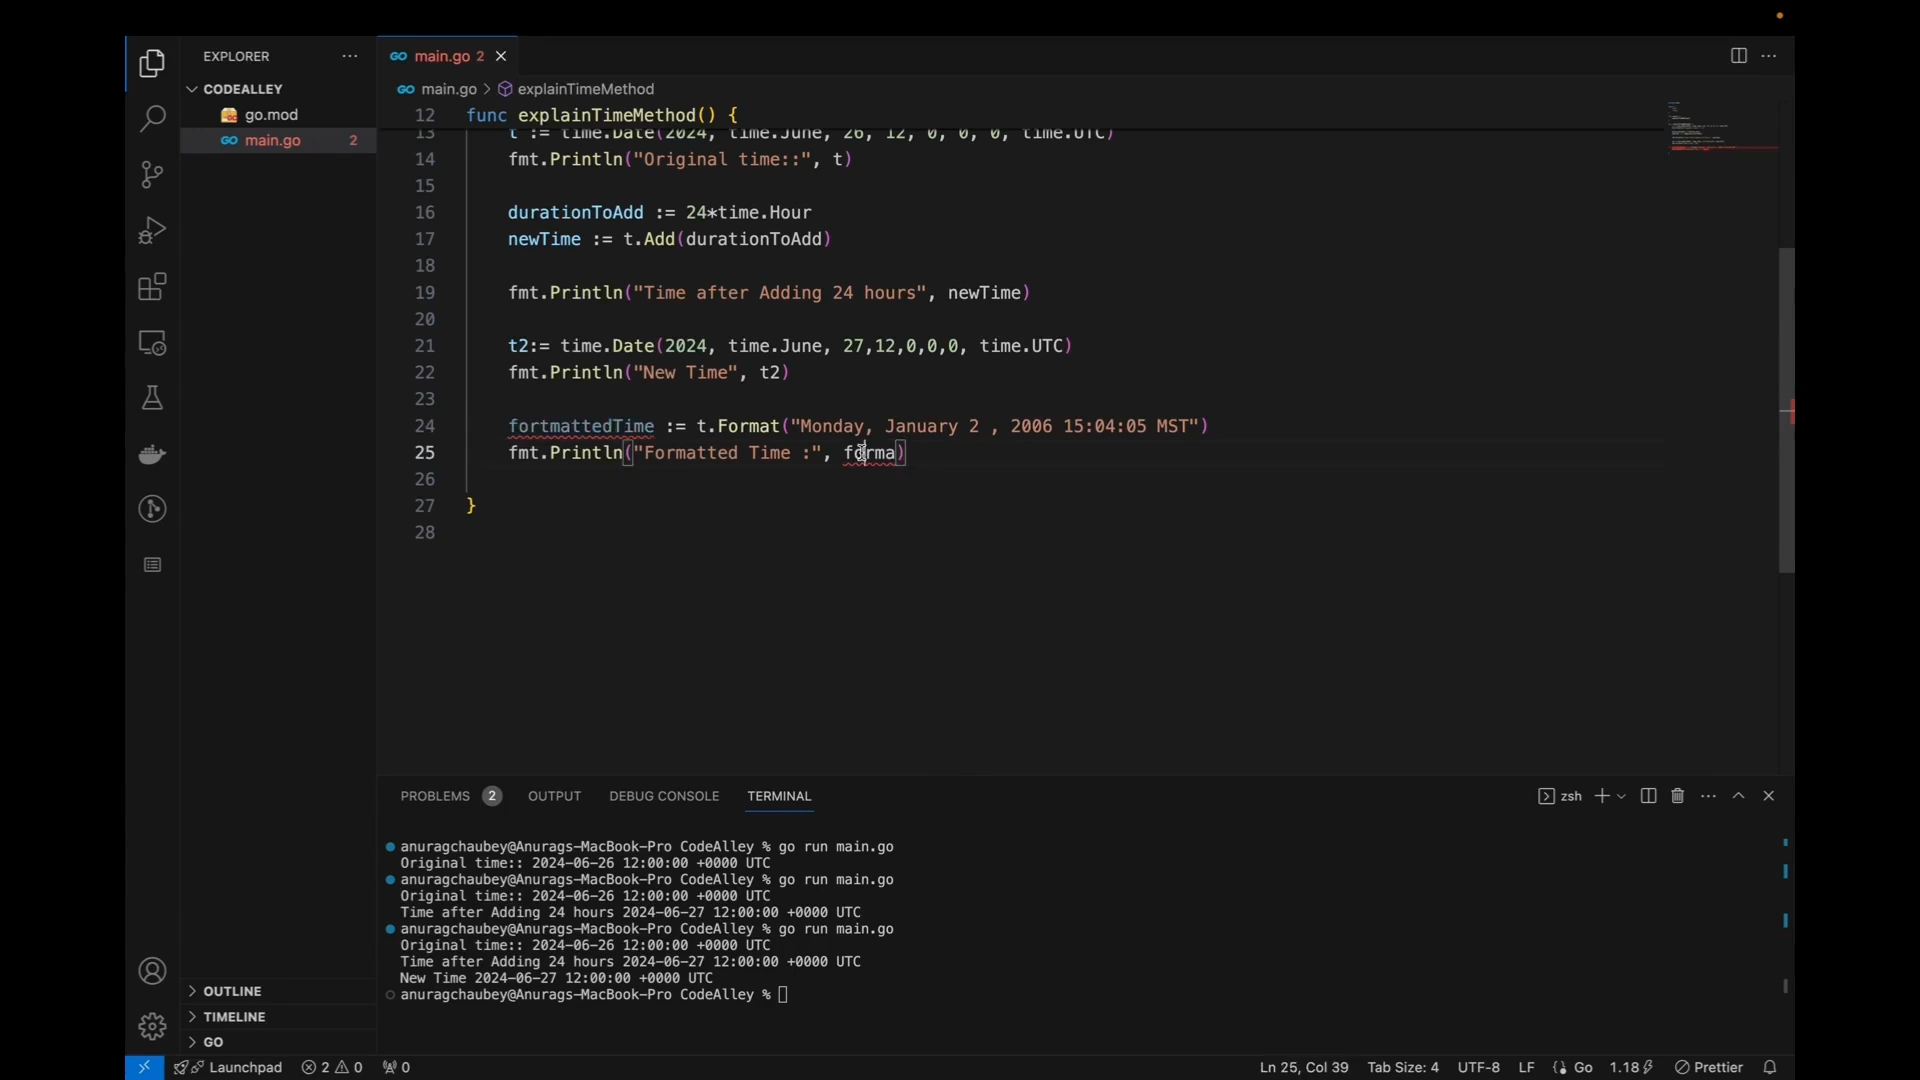 EXPLORER
CODEALLEY
go.mod
main.go 2
main.go 2
main.go > explainTimeMethod
12 func explainTimeMethod() {
13 t := time.Date(2024, time.June, 26, 12, 0, 0, 0, time.UTC)
14 fmt.Println("Original time::", t)
15
16 durationToAdd := 24*time.Hour
17 newTime := t.Add(durationToAdd)
18
19 fmt.Println("Time after Adding 24 hours", newTime)
20
21 t2:= time.Date(2024, time.June, 27,12,0,0,0, time.UTC)
22 fmt.Println("New Time", t2)
23
24 fortmattedTime := t.Format("Monday, January 2 , 2006 15:04:05 MST")
25 fmt.Println("Formatted Time :", forma)
26
27 }
28
PROBLEMS 2 OUTPUT DEBUG CONSOLE TERMINAL
zsh
anuragchaubey@Anurags-MacBook-Pro CodeAlley % go run main.go
Original time:: 2024-06-26 12:00:00 +0000 UTC
anuragchaubey@Anurags-MacBook-Pro CodeAlley % go run main.go
Original time:: 2024-06-26 12:00:00 +0000 UTC
Time after Adding 24 hours 2024-06-27 12:00:00 +0000 UTC
anuragchaubey@Anurags-MacBook-Pro CodeAlley % go run main.go
Original time:: 2024-06-26 12:00:00 +0000 UTC
Time after Adding 24 hours 2024-06-27 12:00:00 +0000 UTC
New Time 2024-06-27 12:00:00 +0000 UTC
anuragchaubey@Anurags-MacBook-Pro CodeAlley %
OUTLINE
TIMELINE
GO
Launchpad 2 0 0 Ln 25, Col 39 Tab Size: 4 UTF-8 LF Go 1.18 Prettier